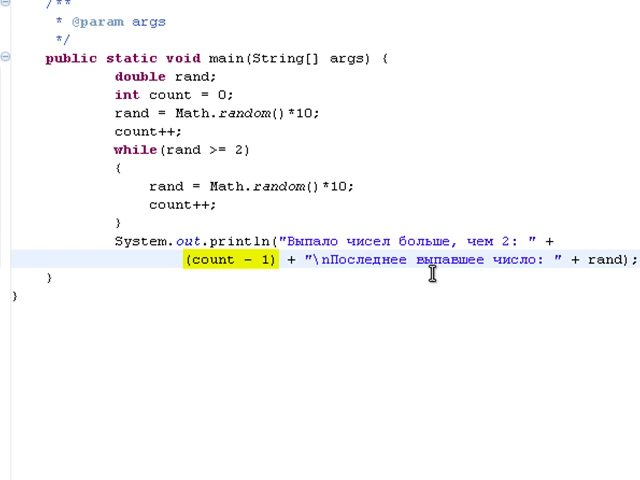 /**
* @param args
*/
public static void main(String[] args) {
double rand;
int count = 0;
rand = Math.random()*10;
count++;
while(rand >= 2)
{
rand = Math.random()*10;
count++;
}
System.out.println("Выпало чисел больше, чем 2: " +
(count - 1) + "\nПоследнее выпавшее число: " + rand);
}
}